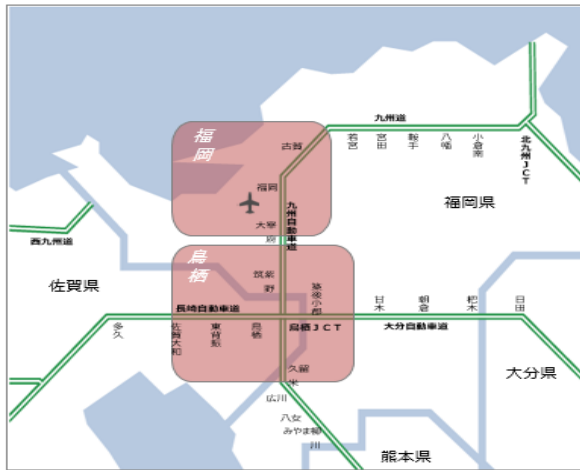 福岡
九州道
古賀
若宮
宮田
鞍手
八幡
小倉南
北九州JCT
福岡
九州自動車道
福岡県
太宰府
西九州道
鳥栖
佐賀県
筑紫野
筑後小郡
長崎自動車道
甘木
朝倉
杷木
日田
多久
佐賀大和
東背振
鳥栖
鳥栖JCT
大分自動車道
久留米
大分県
広川
八女
みやま柳川
熊本県